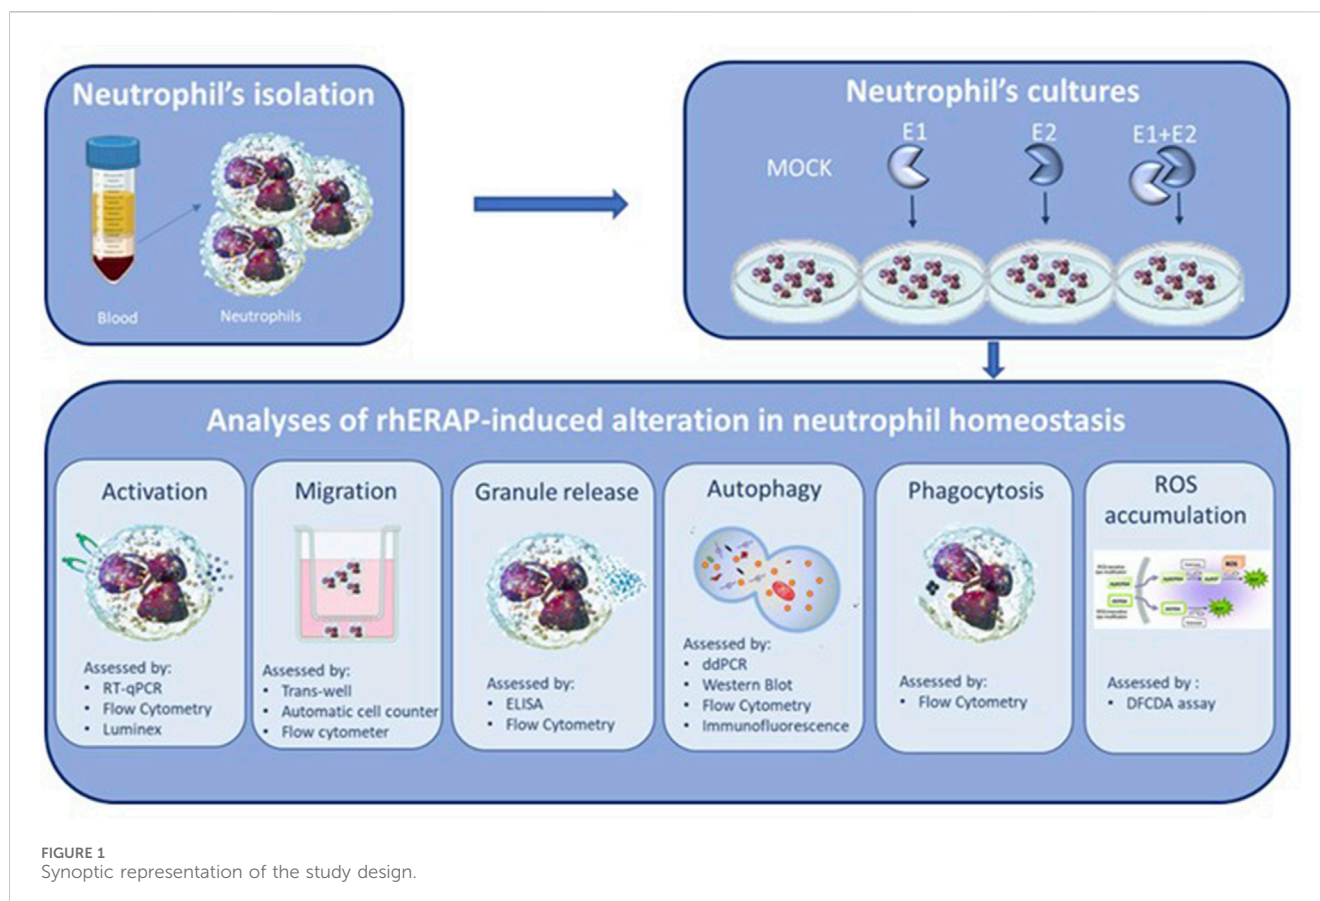 Neutrophil's isolation
Blood
Neutrophils
Neutrophil's cultures
MOCK
E1
E2
E1+E2
Analyses of rhERAP-induced alteration in neutrophil homeostasis
Activation
Assessed by:
• RT-qPCR
• Flow Cytometry
• Luminex
Migration
Assessed by:
• Trans-well
• Automatic cell counter
• Flow cytometer
Granule release
Assessed by:
• ELISA
• Flow Cytometry
Autophagy
Assessed by:
• ddPCR
• Western Blot
• Flow Cytometry
• Immunofluorescence
Phagocytosis
Assessed by:
• Flow Cytometry
ROS
accumulation
ROS
Assessed by :
• DFCDA assay
FIGURE 1
Synoptic representation of the study design.